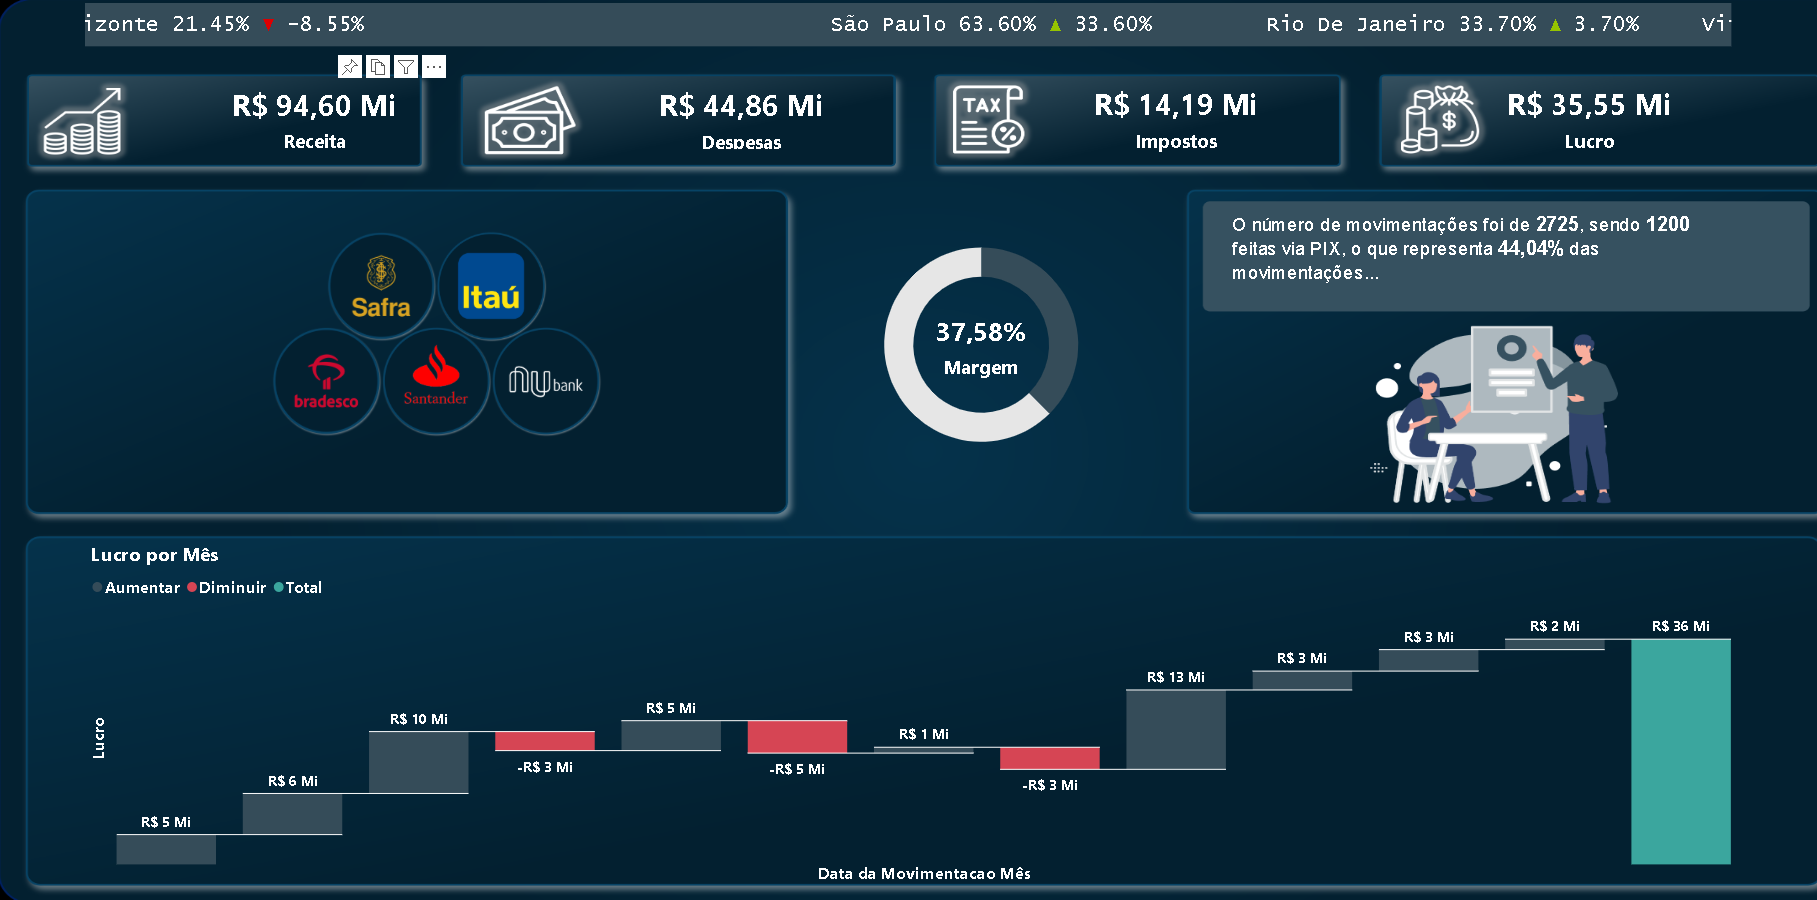 izonte 21.45% ▼ -8.55%
São Paulo 63.60% ▲ 33.60%
Rio De Janeiro 33.70% ▲ 3.70%
Vi
R$ 94,60 Mi
Receita
R$ 44,86 Mi
Despesas
TAX
R$ 14,19 Mi
Impostos
R$ 35,55 Mi
Lucro
Safra
Itaú
bradesco
Santander
nu bank
37,58%
Margem
O número de movimentações foi de 2725, sendo 1200
feitas via PIX, o que representa 44,04% das
movimentações...
Lucro por Mês
Aumentar Diminuir Total
Lucro
R$ 5 Mi
R$ 6 Mi
R$ 10 Mi
-R$ 3 Mi
R$ 5 Mi
-R$ 5 Mi
R$ 1 Mi
-R$ 3 Mi
R$ 13 Mi
R$ 3 Mi
R$ 3 Mi
R$ 2 Mi
R$ 36 Mi
Data da Movimentacao Mês